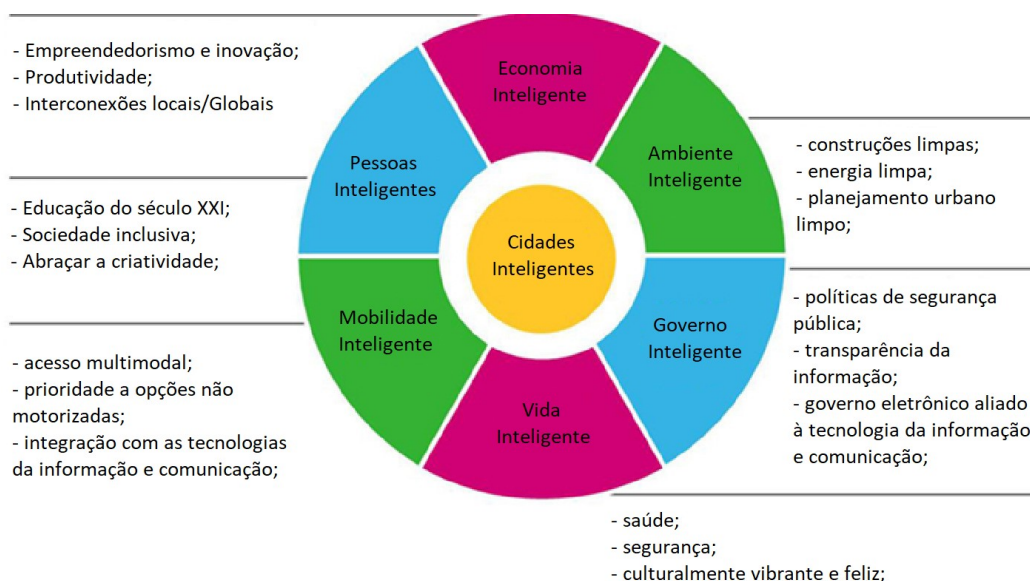 - Empreendedorismo e inovação;
- Produtividade;
- Interconexões locais/Globais
Economia
Inteligente
Pessoas
Inteligentes
Ambiente
Inteligente
- construções limpas;
- energia limpa;
- planejamento urbano
limpo;
- Educação do século XXI;
- Sociedade inclusiva;
- Abraçar a criatividade;
Cidades
Inteligentes
Mobilidade
Inteligente
Governo
Inteligente
- políticas de segurança
pública;
- transparência da
informação;
- governo eletrônico aliado
à tecnologia da informação
e comunicação;
- acesso multimodal;
- prioridade a opções não
motorizadas;
- integração com as tecnologias
da informação e comunicação;
Vida
Inteligente
- saúde;
- segurança;
- culturalmente vibrante e feliz;